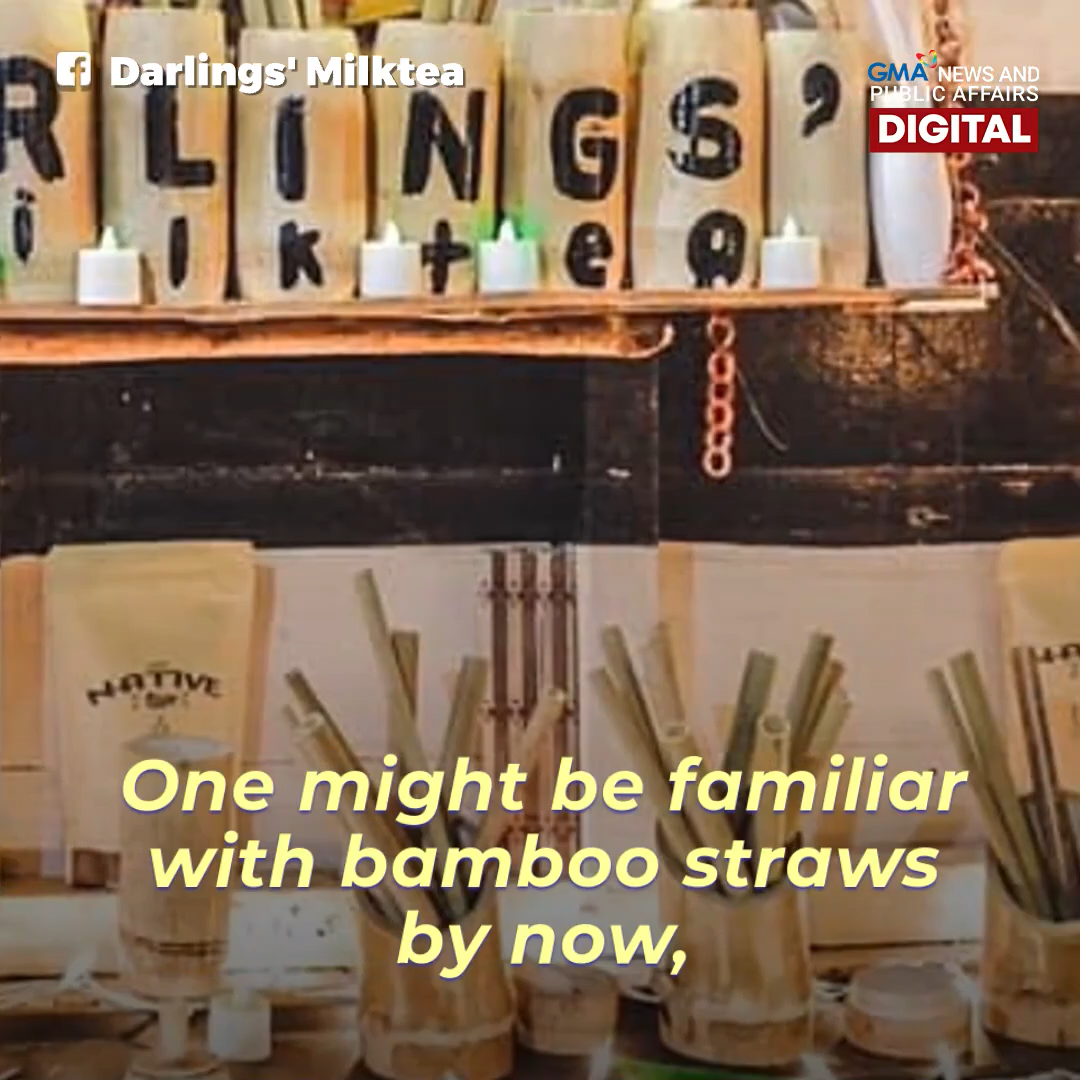 Darlings' Milktea
GMA NEWS AND
PUBLIC AFFAIRS
DIGITAL
RLINGS'
ilktea
NATIVE
One might be familiar
with bamboo straws
by now,